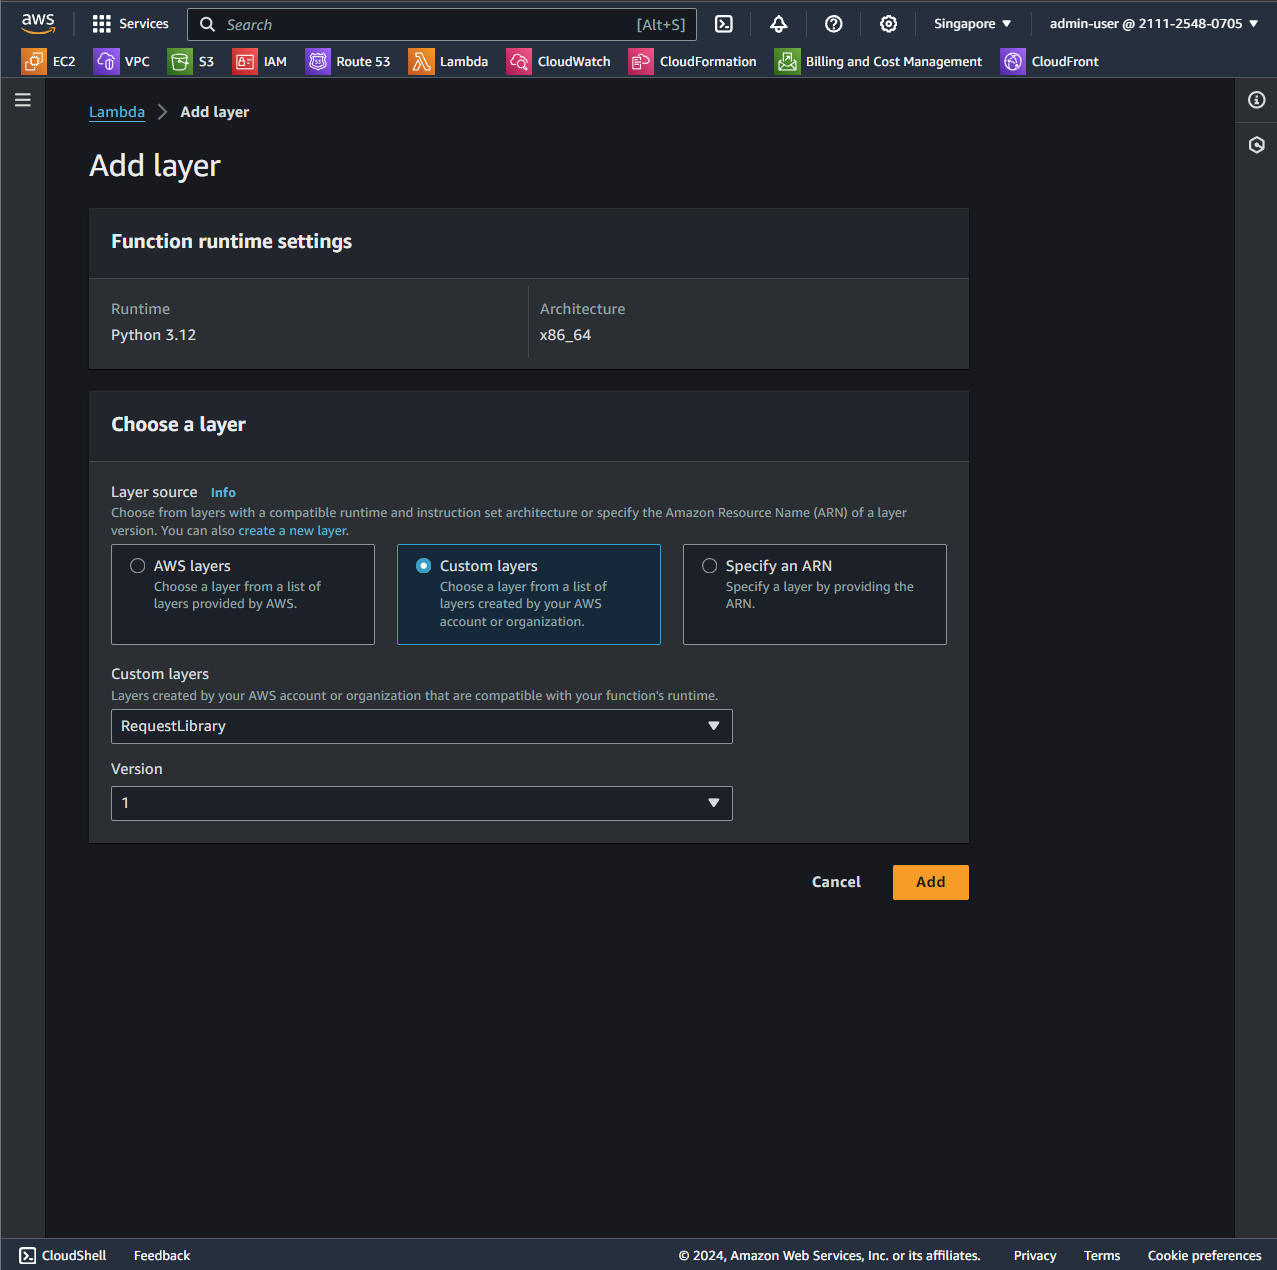 aws
Services
Search
[Alt+S]
Singapore
admin-user @ 2111-2548-0705
EC2
VPC
S3
IAM
Route 53
Lambda
CloudWatch
CloudFormation
Billing and Cost Management
CloudFront
Lambda
Add layer
Add layer
Function runtime settings
Runtime
Python 3.12
Architecture
x86_64
Choose a layer
Layer source Info
Choose from layers with a compatible runtime and instruction set architecture or specify the Amazon Resource Name (ARN) of a layer
version. You can also create a new layer.
AWS layers
Choose a layer from a list of
layers provided by AWS.
Custom layers
Choose a layer from a list of
layers created by your AWS
account or organization.
Specify an ARN
Specify a layer by providing the
ARN.
Custom layers
Layers created by your AWS account or organization that are compatible with your function's runtime.
RequestLibrary
Version
1
Cancel
Add
CloudShell
Feedback
© 2024, Amazon Web Services, Inc. or its affiliates.
Privacy
Terms
Cookie preferences